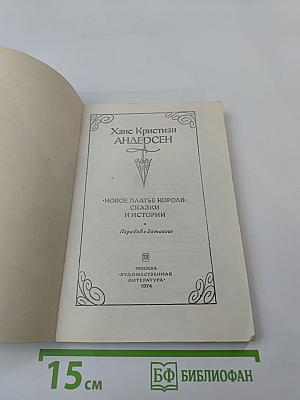 Ханс Кристиан
АНДЕРСЕН
«НОВОЕ ПЛАТЬЕ КОРОЛЯ»
СКАЗКИ
И ИСТОРИИ
Перевод с датского
МОСКВА
«ХУДОЖЕСТВЕННАЯ
ЛИТЕРАТУРА»
1974
15 см
БФ БИБЛИОФАН